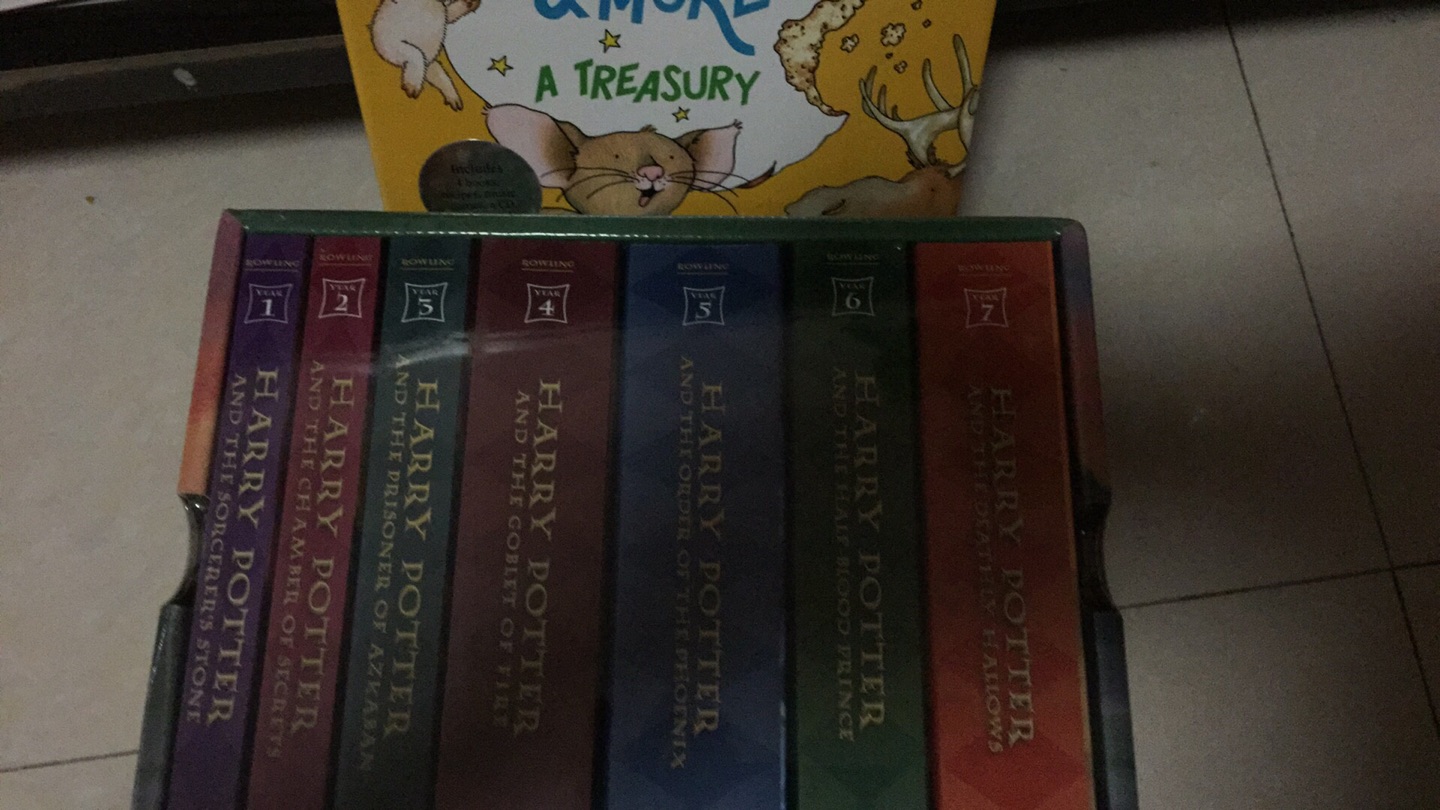 & MORE
A TREASURY
Includes
4 books,
ROWLING
YEAR
1
HARRY POTTER
AND THE SORCERER'S STONE
ROWLING
YEAR
2
HARRY POTTER
AND THE CHAMBER OF SECRETS
ROWLING
YEAR
3
HARRY POTTER
AND THE PRISONER OF AZKABAN
ROWLING
YEAR
4
HARRY POTTER
AND THE GOBLET OF FIRE
ROWLING
YEAR
5
HARRY POTTER
AND THE ORDER OF THE PHOENIX
ROWLING
YEAR
6
HARRY POTTER
AND THE HALF BLOOD PRINCE
ROWLING
YEAR
7
HARRY POTTER
AND THE DEATHLY HALLOWS